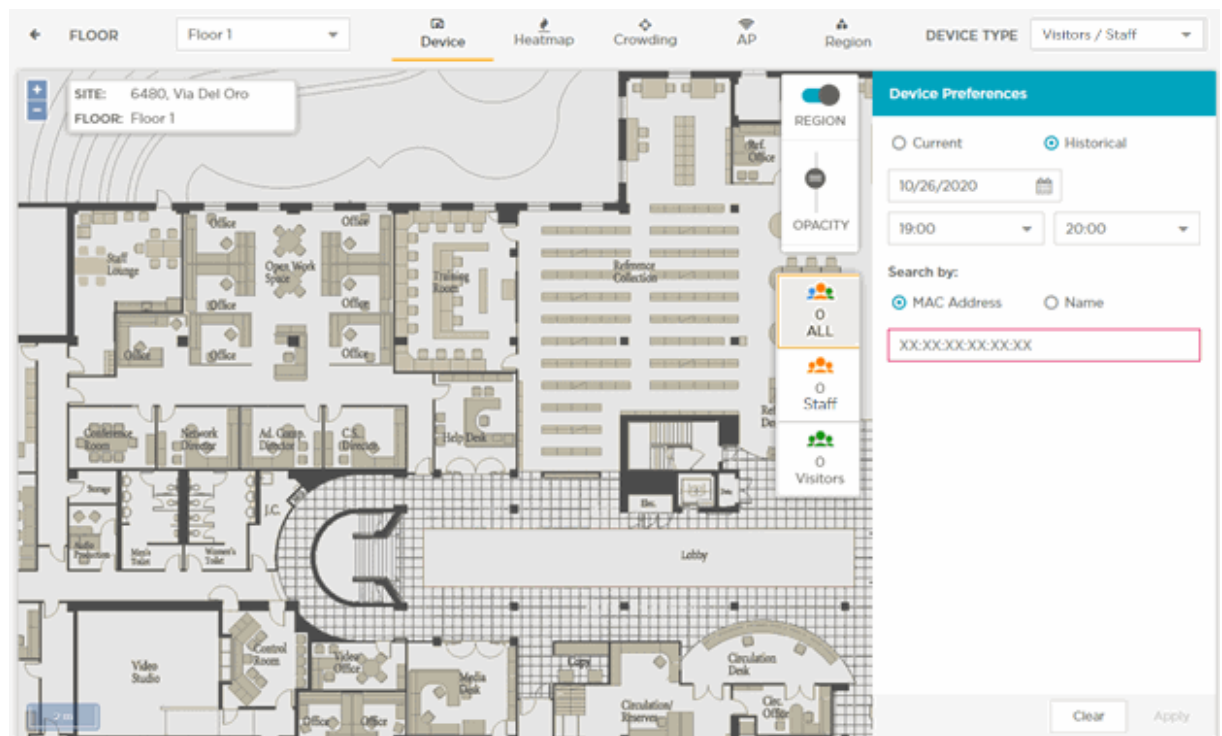 FLOOR
Floor 1
Device
Heatmap
Crowding
AP
Region
DEVICE TYPE
Visitors / Staff
+
−
SITE: 6480, Via Del Oro
FLOOR: Floor 1
REGION
OPACITY
0
ALL
0
Staff
0
Visitors
Device Preferences
Current
Historical
10/26/2020
19:00
20:00
Search by:
MAC Address
Name
XX:XX:XX:XX:XX:XX
Clear
Apply
Ref.
Office
Office
Office
Staff
Lounge
Open Work
Space
Training
Room
Reference
Collection
Office
Office
Office
Office
Office
Conference
Room
Network
Director
Ad. Comp.
Director
C.S.
Director
Help Desk
Storage
J.C.
Elec.
Audio
Production
Men's
Toilet
Women's
Toilet
Lobby
Video
Studio
Control
Room
Video
Office
Media
Desk
Copy
Circulation
Desk
Circulation/
Reserves
Circ.
Office
Office
Office
2 m